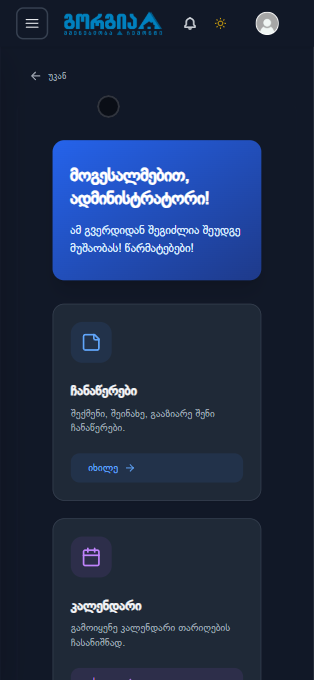 გორგია
უკან
მოგესალმებით,
ადმინისტრატორი!
ამ გვერდიდან შეგიძლია შეუდგე
მუშაობას! წარმატებები!
ჩანაწერები
შექმენი, შეინახე, გააზიარე შენი
ჩანაწერები.
იხილე
კალენდარი
გამოიყენე კალენდარი თარიღების
ჩასანიშნად.